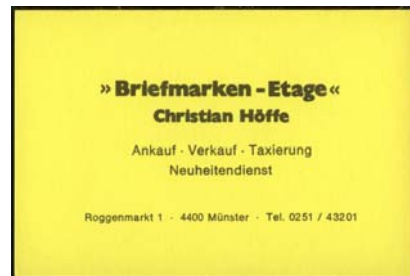 » Briefmarken - Etage «
Christian Höffe
Ankauf · Verkauf · Taxierung
Neuheitendienst
Roggenmarkt 1 · 4400 Münster · Tel. 0251 / 43201